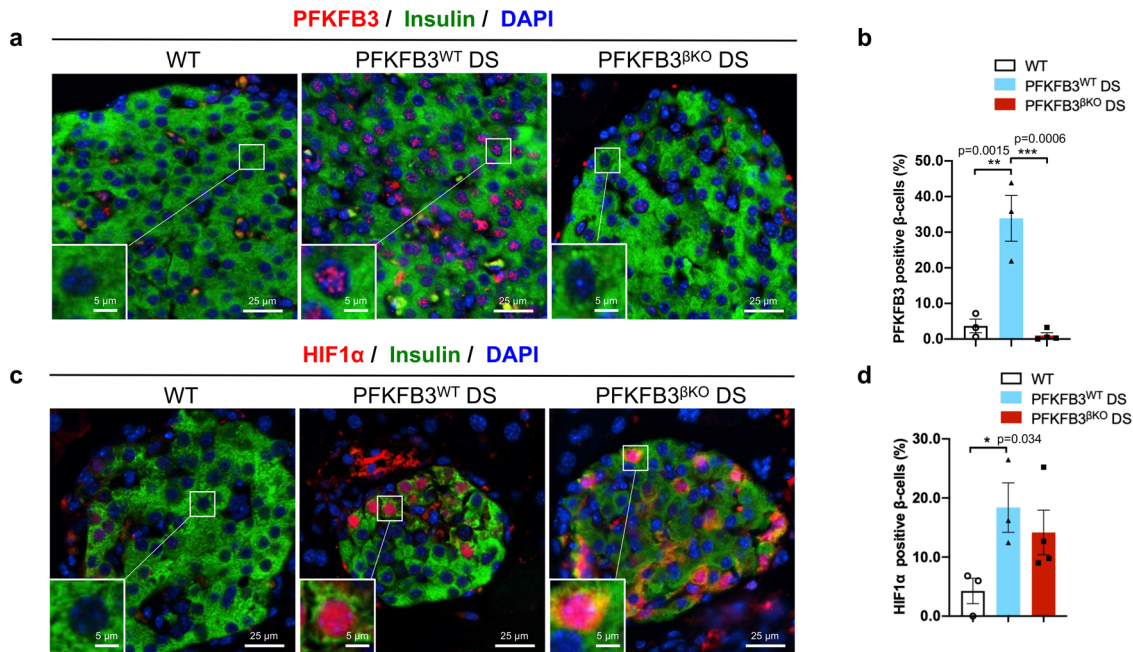 PFKFB3 / Insulin / DAPI
a
WT
PFKFB3ᵂᵀ DS
PFKFB3ᵝᴷᴼ DS
5 µm
25 µm
5 µm
25 µm
5 µm
25 µm
b
WT
PFKFB3ᵂᵀ DS
PFKFB3ᵝᴷᴼ DS
PFKFB3 positive β-cells (%)
p=0.0015
p=0.0006
**
***
50.0
40.0
30.0
20.0
10.0
0.0
HIF1α / Insulin / DAPI
c
WT
PFKFB3ᵂᵀ DS
PFKFB3ᵝᴷᴼ DS
5 µm
25 µm
5 µm
25 µm
5 µm
25 µm
d
WT
PFKFB3ᵂᵀ DS
PFKFB3ᵝᴷᴼ DS
HIF1α positive β-cells (%)
* p=0.034
30.0
20.0
10.0
0.0